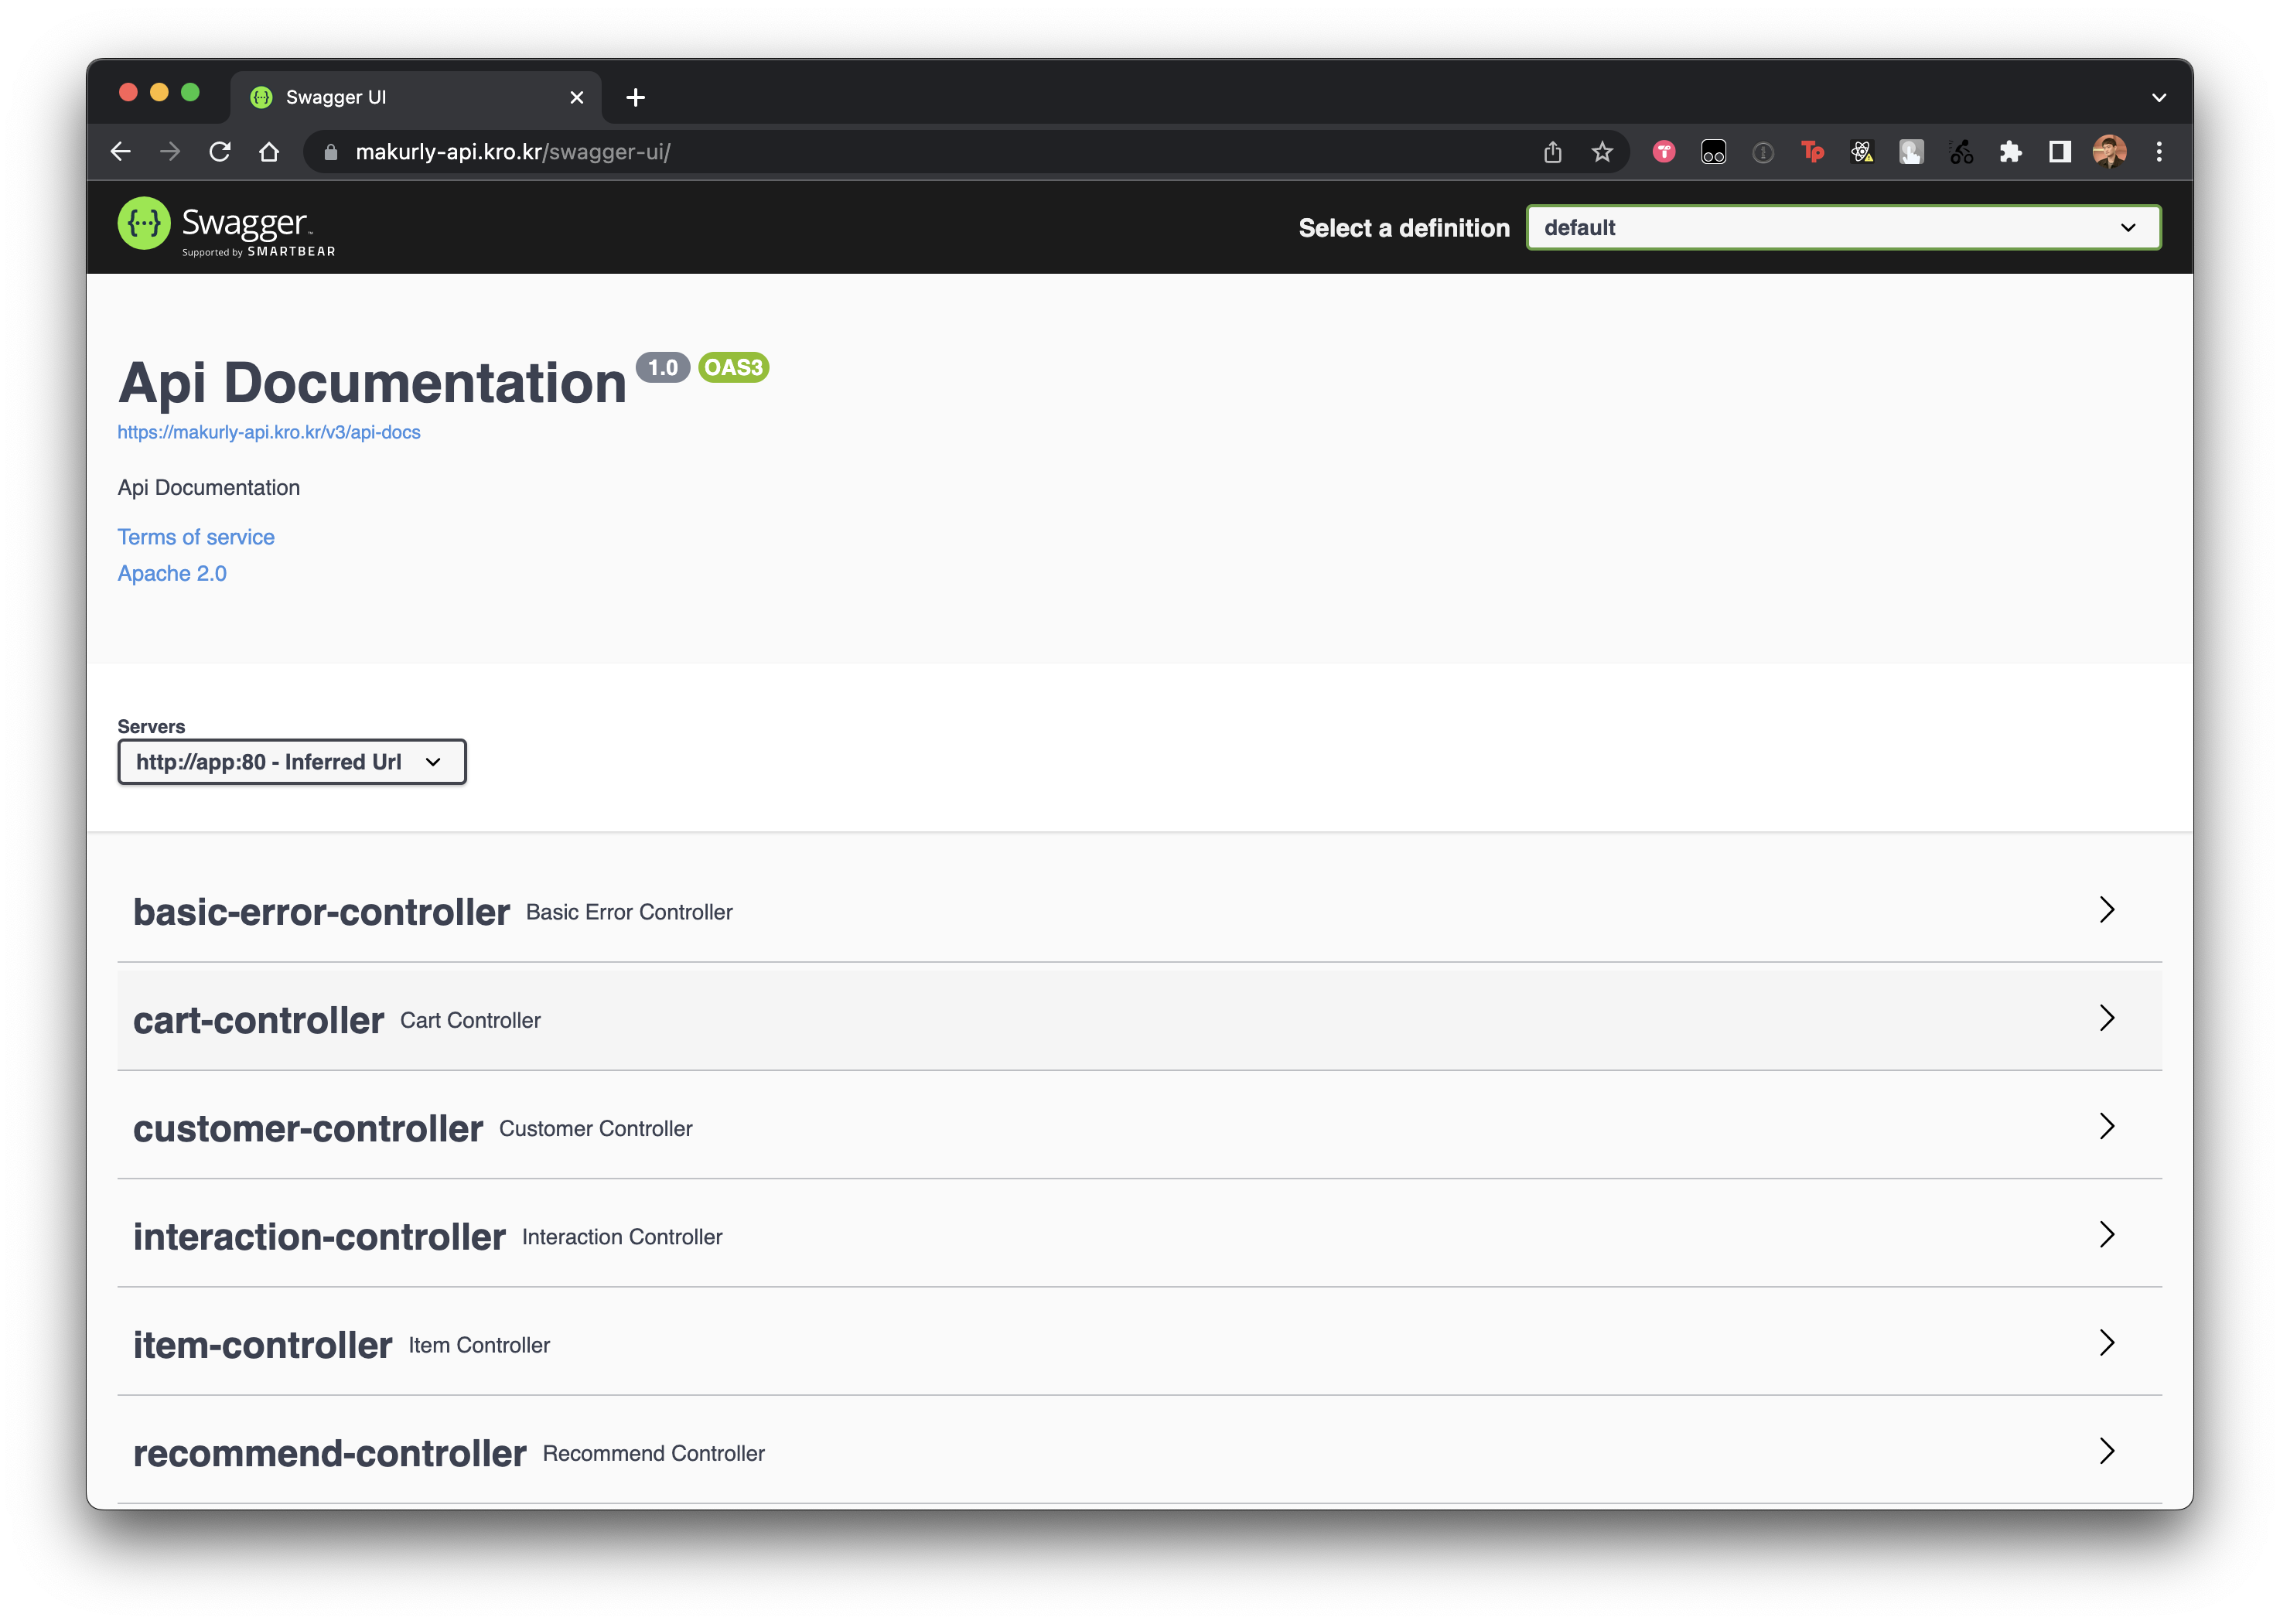 Swagger UI
makurly-api.kro.kr/swagger-ui/
Tp
{···} Swagger™
Supported by SMARTBEAR
Select a definition default
Api Documentation 1.0 OAS3
https://makurly-api.kro.kr/v3/api-docs
Api Documentation
Terms of service
Apache 2.0
Servers
http://app:80 - Inferred Url
basic-error-controller Basic Error Controller
cart-controller Cart Controller
customer-controller Customer Controller
interaction-controller Interaction Controller
item-controller Item Controller
recommend-controller Recommend Controller